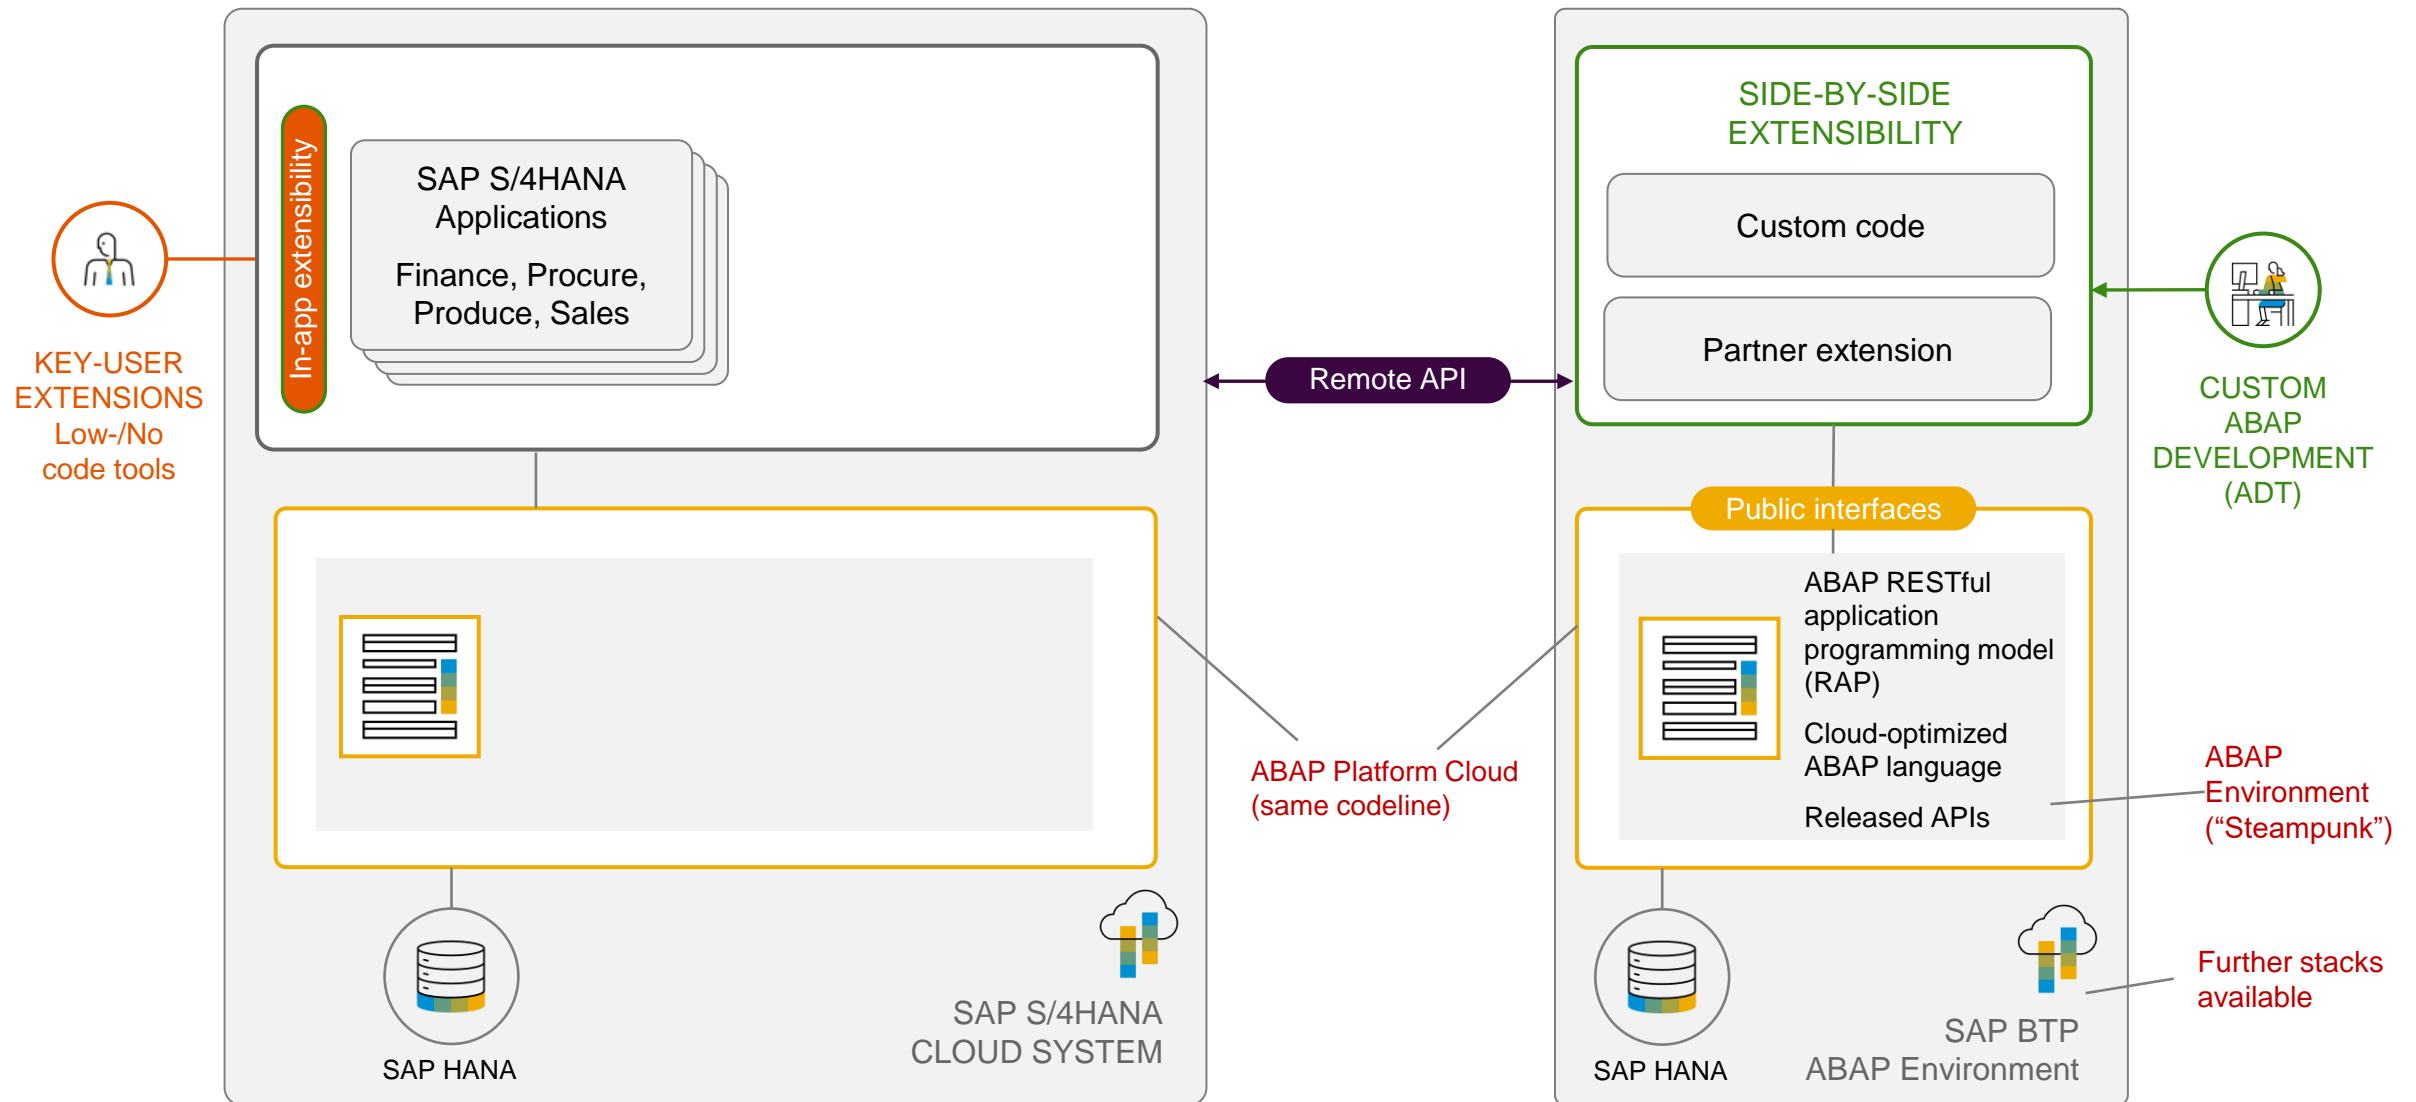 KEY-USER
EXTENSIONS
Low-/No
code tools
In-app extensibility
SAP S/4HANA
Applications
Finance, Procure,
Produce, Sales
SAP HANA
SAP S/4HANA
CLOUD SYSTEM
Remote API
ABAP Platform Cloud
(same codeline)
SIDE-BY-SIDE
EXTENSIBILITY
Custom code
Partner extension
Public interfaces
ABAP RESTful
application
programming model
(RAP)
Cloud-optimized
ABAP language
Released APIs
SAP HANA
SAP BTP
ABAP Environment
CUSTOM
ABAP
DEVELOPMENT
(ADT)
ABAP
Environment
(“Steampunk”)
Further stacks
available